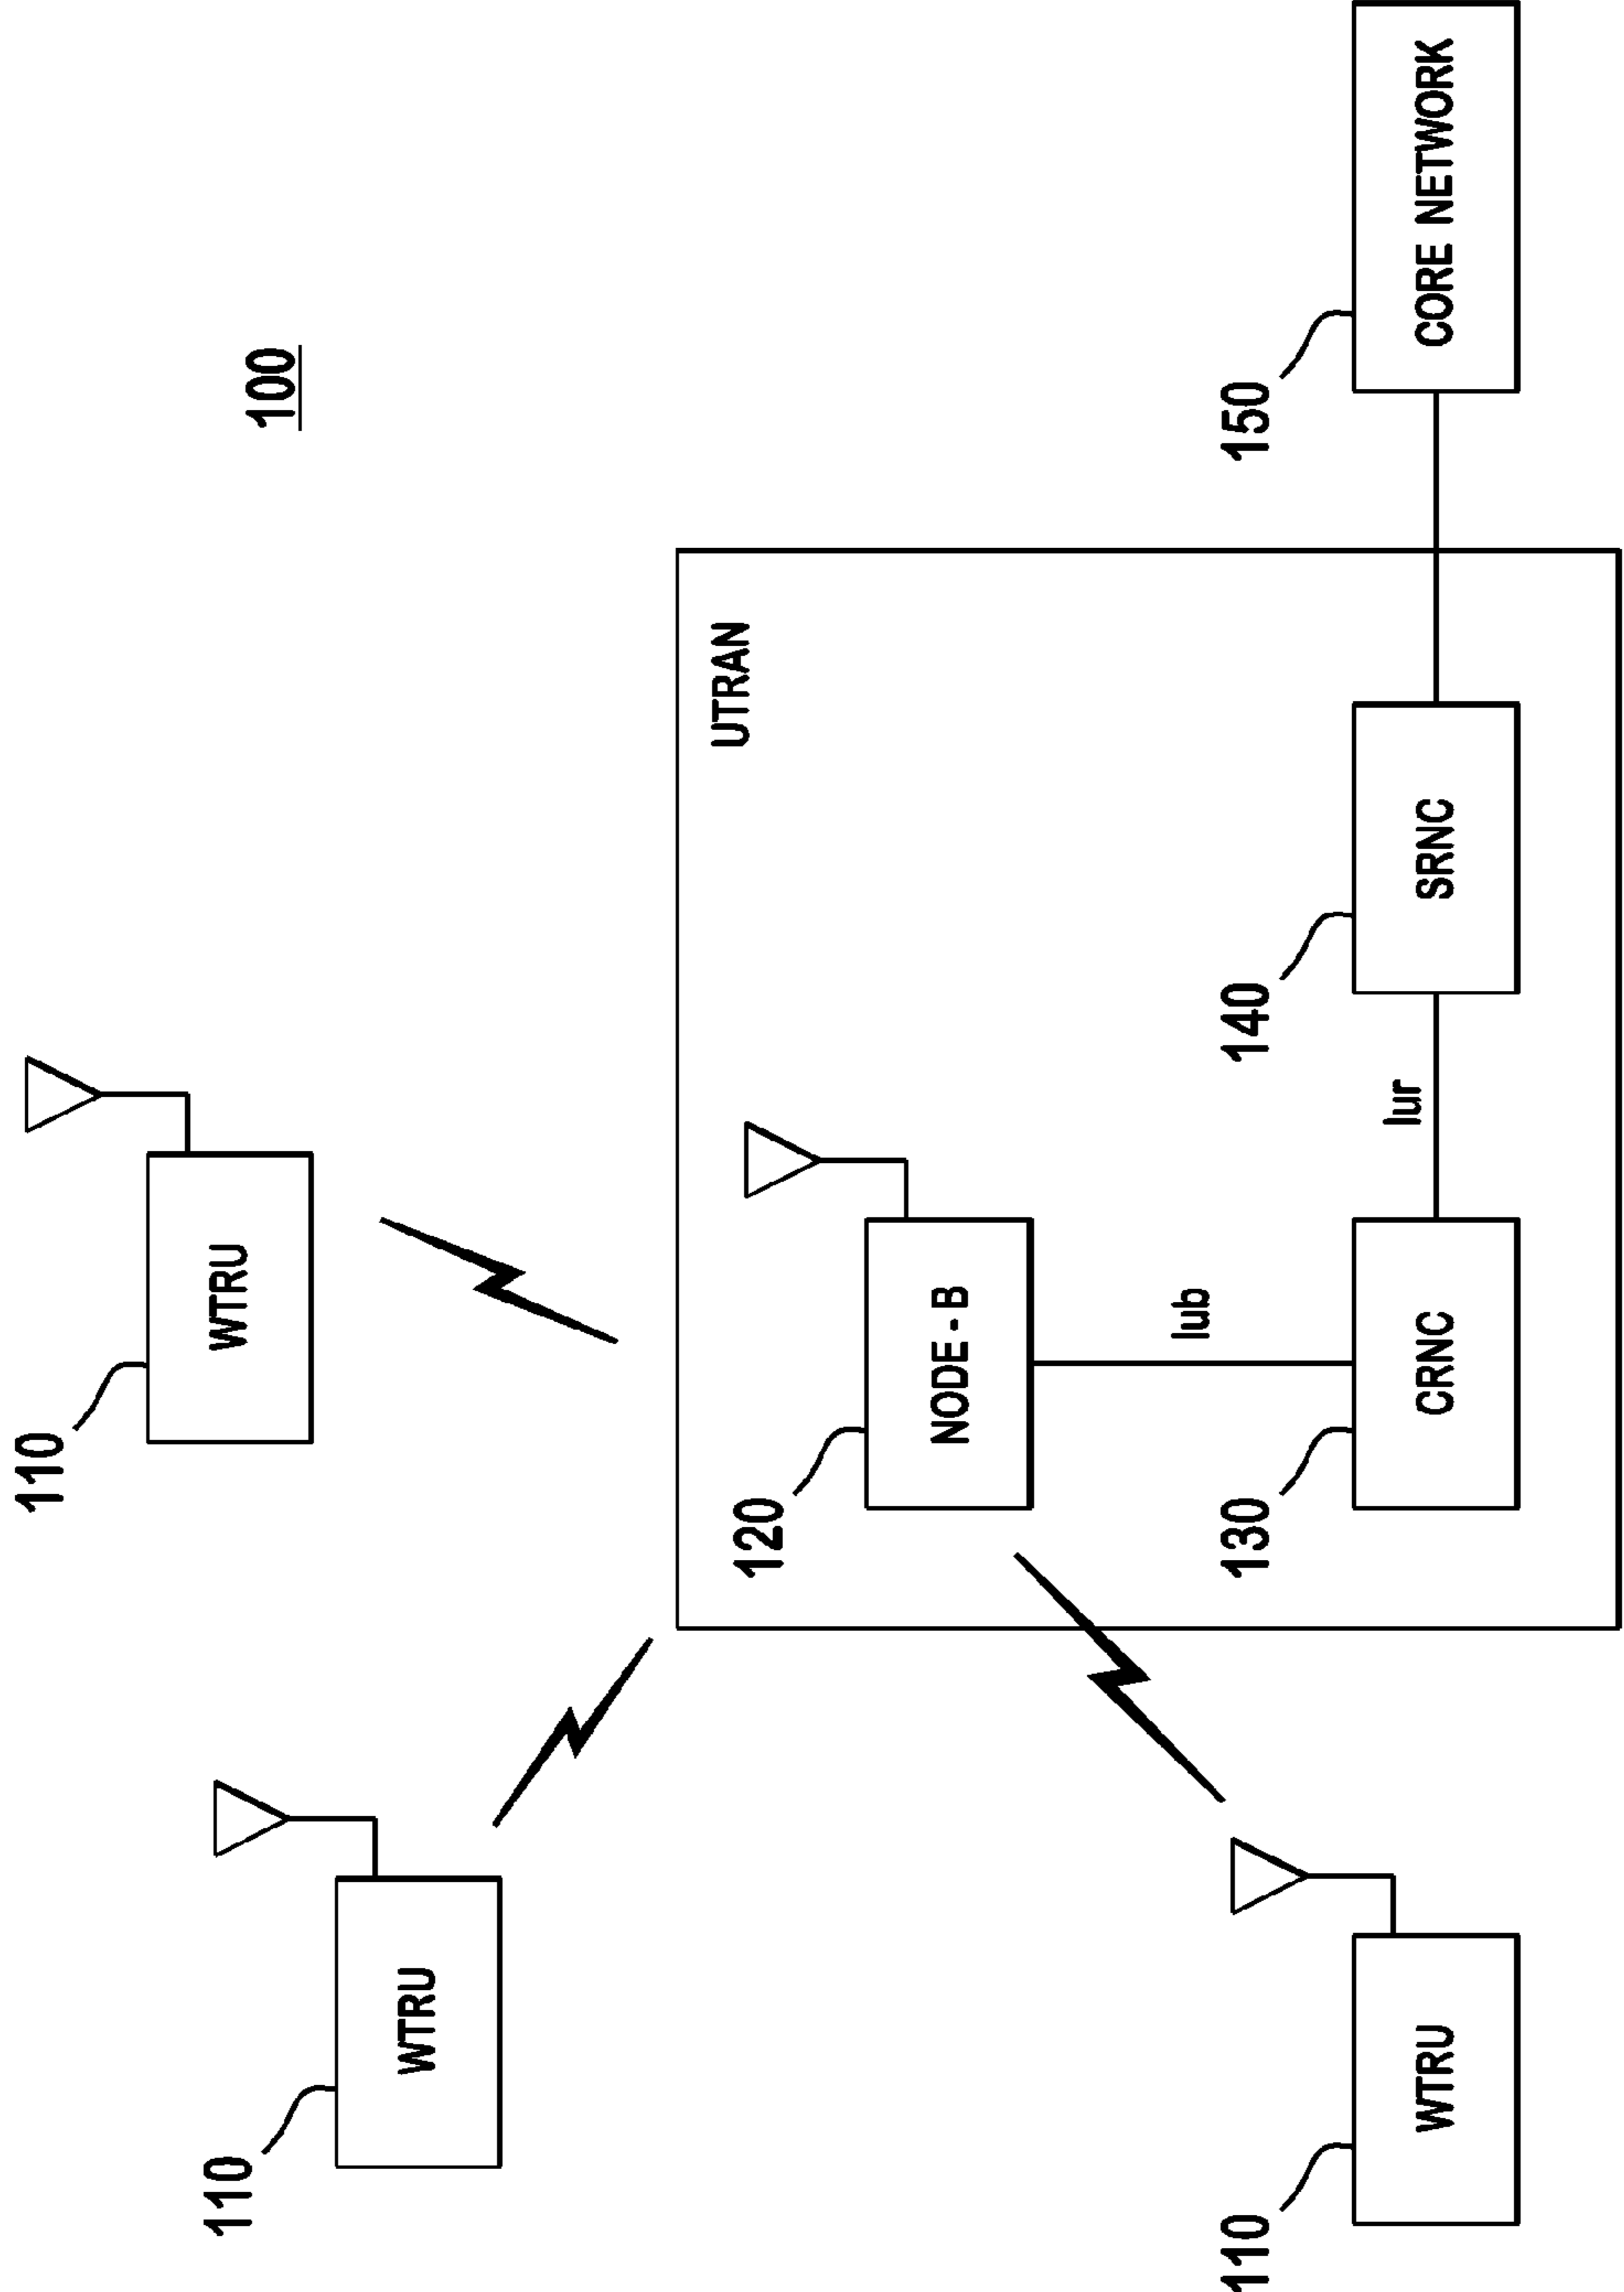 110
110
WTRU
100
WTRU
UTRAN
120
NODE - B
Iub
110
130
140
150
Iur
WTRU
CRNC
SRNC
CORE NETWORK